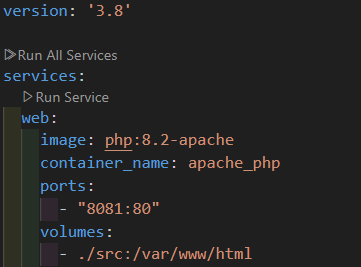 version: '3.8'
Run All Services
services:
Run Service
web:
image: php:8.2-apache
container_name: apache_php
ports:
- "8081:80"
volumes:
- ./src:/var/www/html